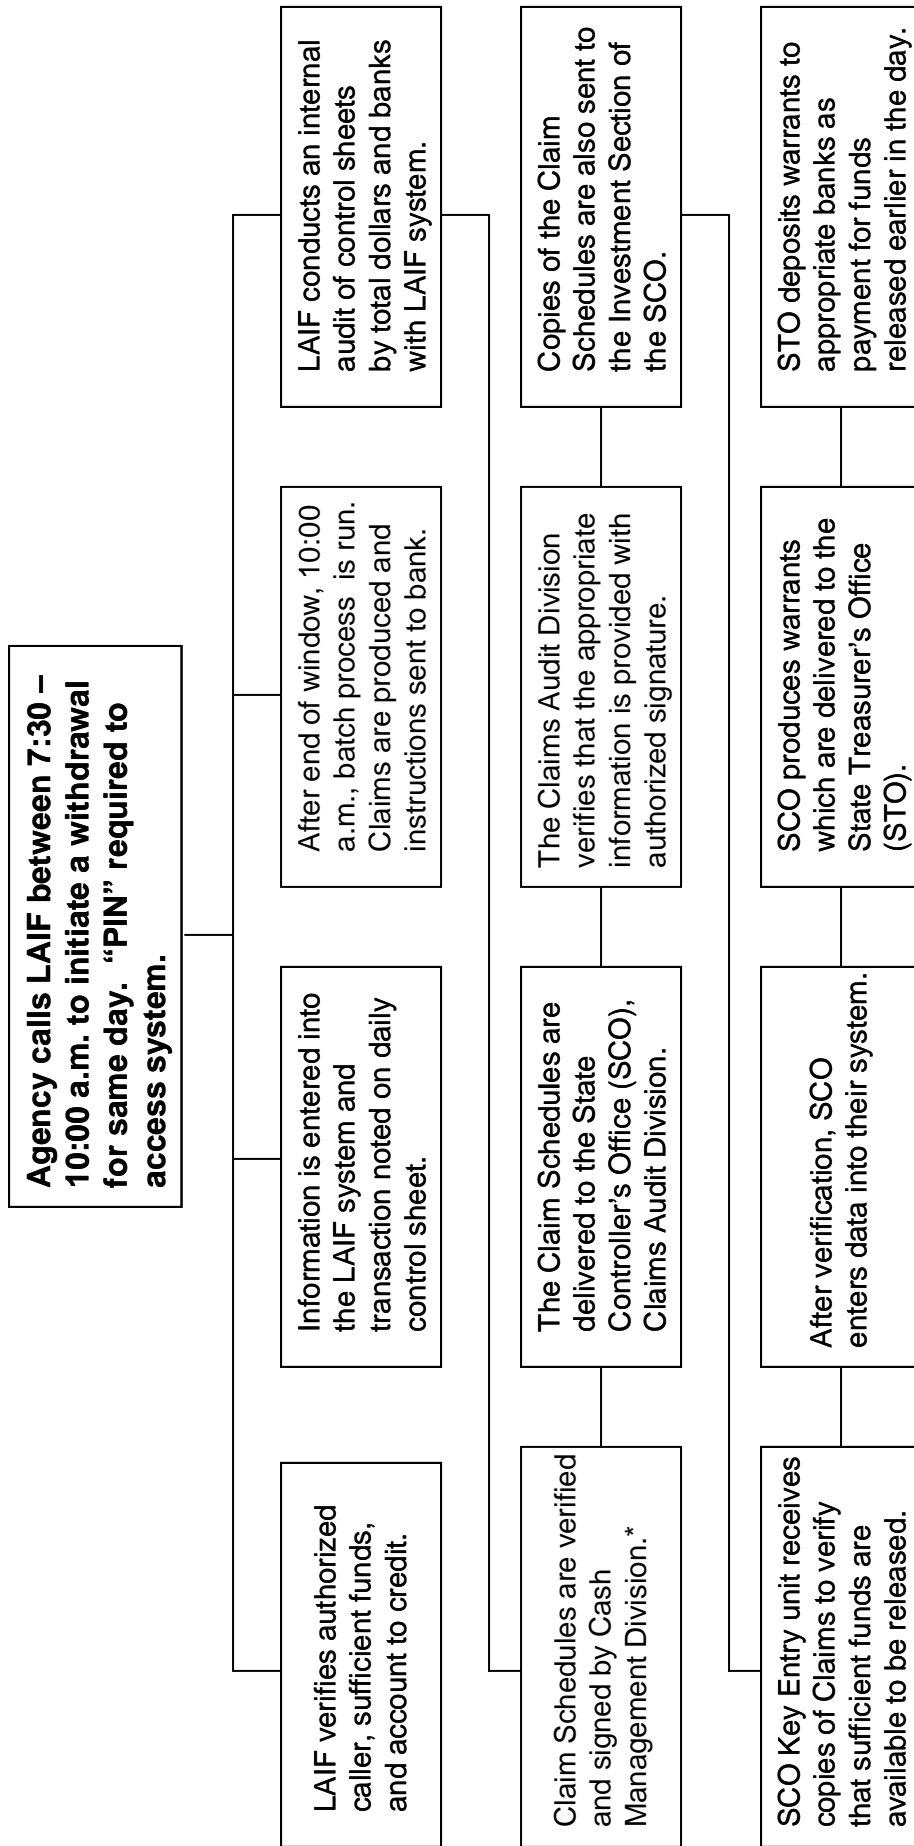 Agency calls LAIF between 7:30 –
10:00 a.m. to initiate a withdrawal
for same day.  “PIN” required to
access system.
LAIF verifies authorized
caller, sufficient funds,
and account to credit.
Information is entered into
the LAIF system and
transaction noted on daily
control sheet.
After end of window, 10:00
a.m., batch process  is run.
Claims are produced and
instructions sent to bank.
LAIF conducts an internal
audit of control sheets
by total dollars and banks
with LAIF system.
Claim Schedules are verified
and signed by Cash
Management Division.*
The Claim Schedules are
delivered to the State
Controller’s Office (SCO),
Claims Audit Division.
The Claims Audit Division
verifies that the appropriate
information is provided with
authorized signature.
Copies of the Claim
Schedules are also sent to
the Investment Section of
the SCO.
SCO Key Entry unit receives
copies of Claims to verify
that sufficient funds are
available to be released.
After verification, SCO
enters data into their system.
SCO produces warrants
which are delivered to the
State Treasurer’s Office
(STO).
STO deposits warrants to
appropriate banks as
payment for funds
released earlier in the day.